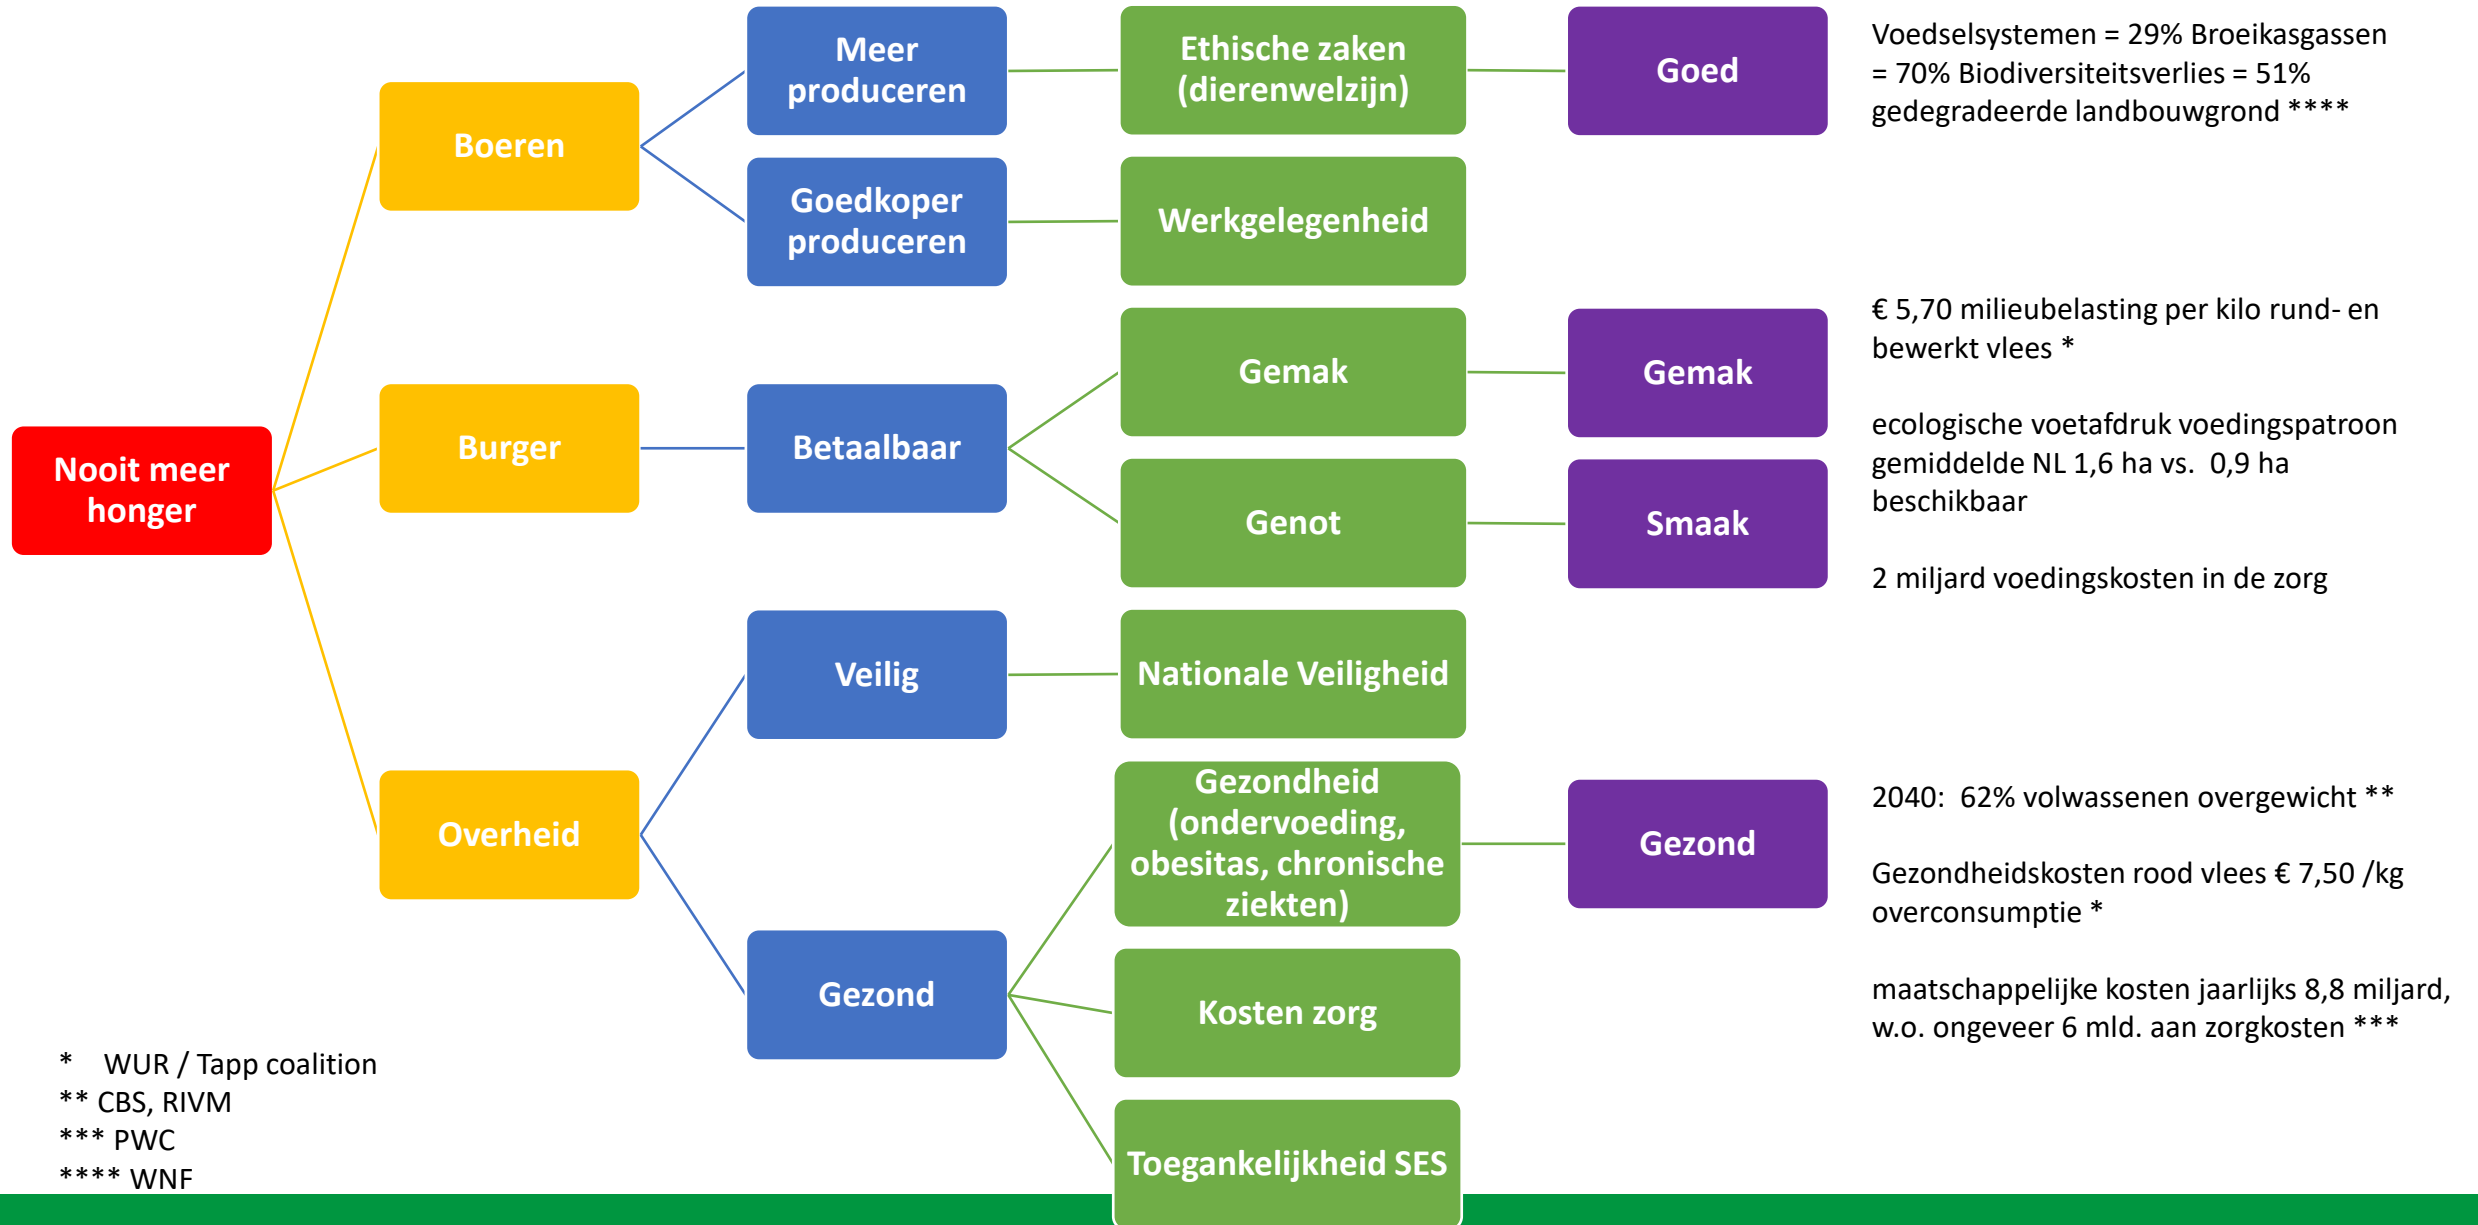 Nooit meer
honger
Boeren
Burger
Overheid
Meer
produceren
Goedkoper
produceren
Betaalbaar
Veilig
Gezond
Ethische zaken
(dierenwelzijn)
Werkgelegenheid
Gemak
Genot
Nationale Veiligheid
Gezondheid
(ondervoeding,
obesitas, chronische
ziekten)
Kosten zorg
Toegankelijkheid SES
Goed
Gemak
Smaak
Gezond
Voedselsystemen = 29% Broeikasgassen
= 70% Biodiversiteitsverlies = 51%
gedegradeerde landbouwgrond ****
€ 5,70 milieubelasting per kilo rund- en
bewerkt vlees *
ecologische voetafdruk voedingspatroon
gemiddelde NL 1,6 ha vs. 0,9 ha
beschikbaar
2 miljard voedingskosten in de zorg
2040: 62% volwassenen overgewicht **
Gezondheidskosten rood vlees € 7,50 /kg
overconsumptie *
maatschappelijke kosten jaarlijks 8,8 miljard,
w.o. ongeveer 6 mld. aan zorgkosten ***
* WUR / Tapp coalition
** CBS, RIVM
*** PWC
**** WNF